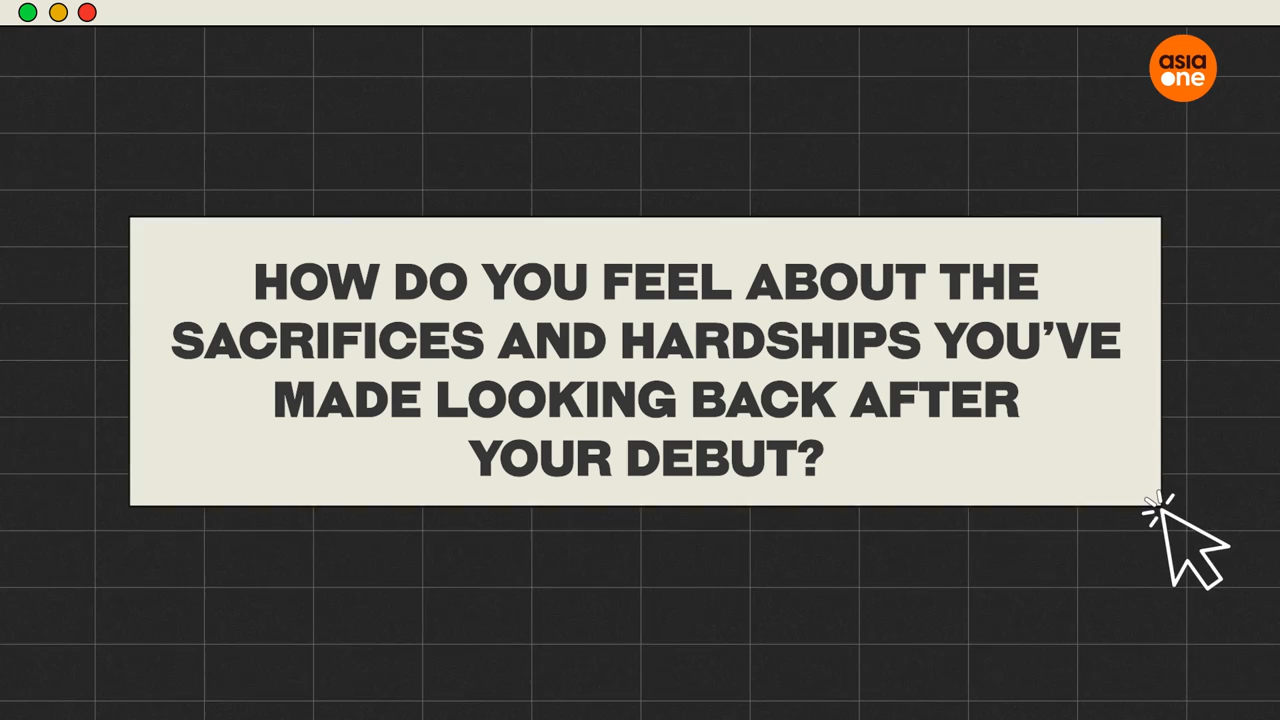 asia
one
HOW DO YOU FEEL ABOUT THE
SACRIFICES AND HARDSHIPS YOU’VE
MADE LOOKING BACK AFTER
YOUR DEBUT?